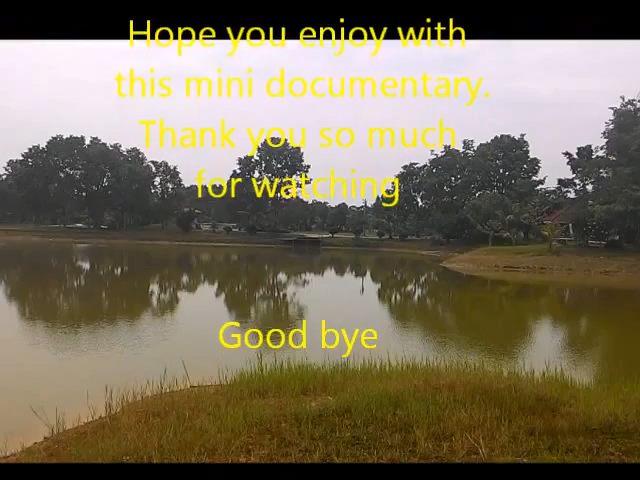 Hope you enjoy with
this mini documentary.
Thank you so much
for watching
Good bye